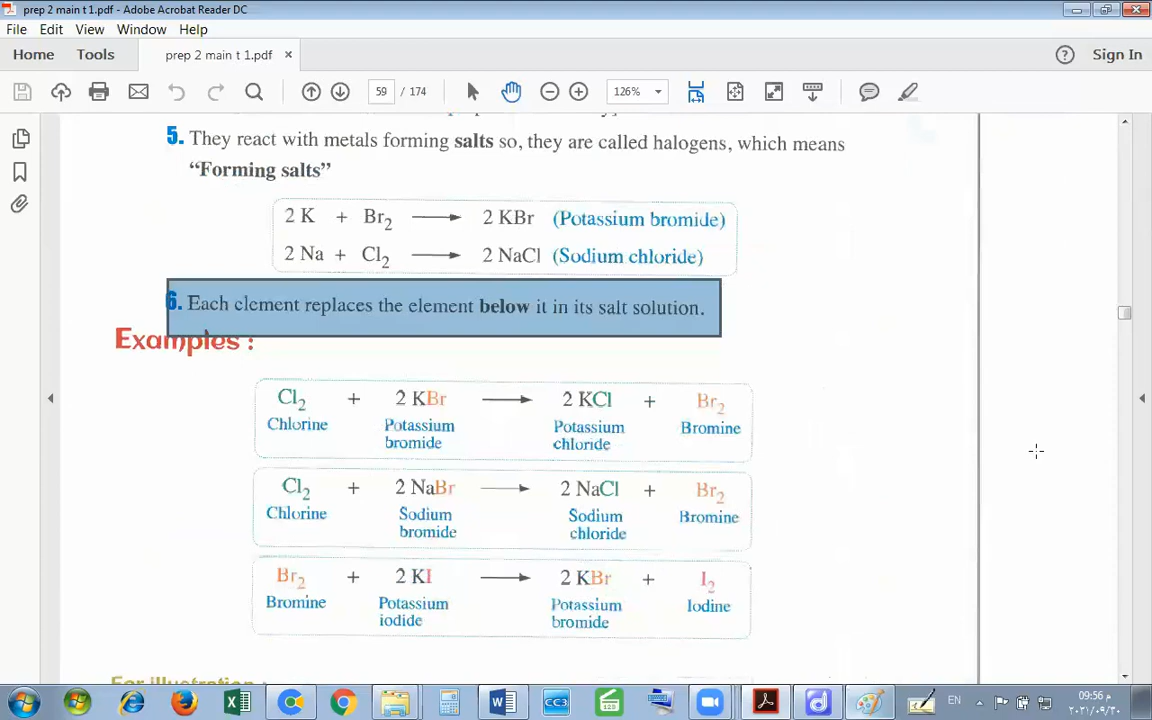 prep 2 main t 1.pdf - Adobe Acrobat Reader DC
File Edit View Window Help
Home Tools prep 2 main t 1.pdf × Sign In
59 / 174 126%
5. They react with metals forming salts so, they are called halogens, which means
“Forming salts”
2 K + Br₂ ⟶ 2 KBr (Potassium bromide)
2 Na + Cl₂ ⟶ 2 NaCl (Sodium chloride)
6. Each element replaces the element below it in its salt solution.
Examples :
Cl₂ + 2 KBr ⟶ 2 KCl + Br₂
Chlorine Potassium bromide Potassium chloride Bromine
Cl₂ + 2 NaBr ⟶ 2 NaCl + Br₂
Chlorine Sodium bromide Sodium chloride Bromine
Br₂ + 2 KI ⟶ 2 KBr + I₂
Bromine Potassium iodide Potassium bromide Iodine
For illustration :
EN 09:56 م
٢٠٢١/٠٩/٣٠